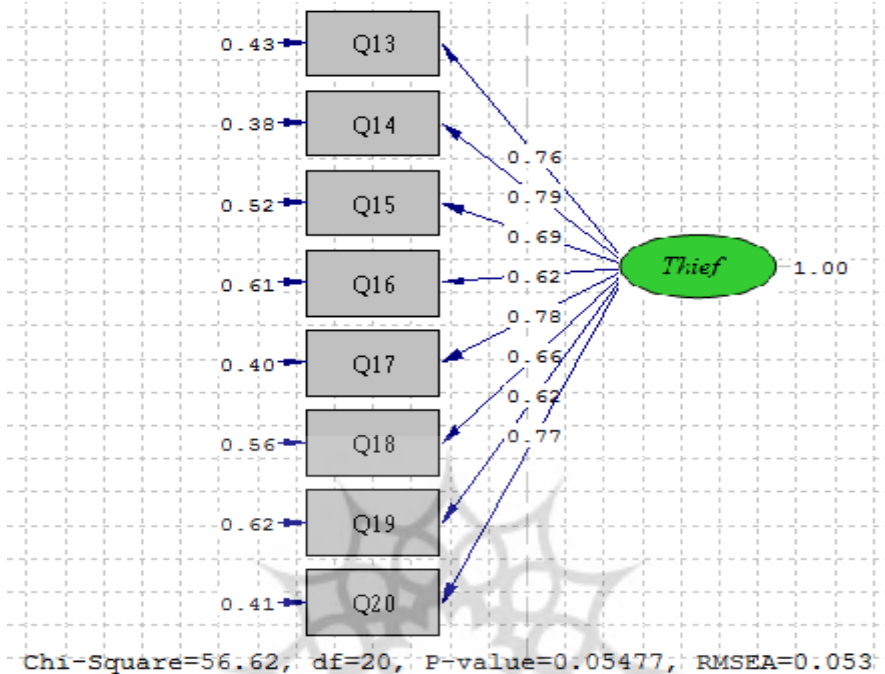 0.43 Q13
0.38 Q14
0.76
0.79
0.52 Q15
0.69
Thief 1.00
0.61 Q16
0.62
0.78
0.40 Q17
0.66
0.62
0.56 Q18
0.77
0.62 Q19
0.41 Q20
Chi-Square=56.62, df=20, P-value=0.05477, RMSEA=0.053